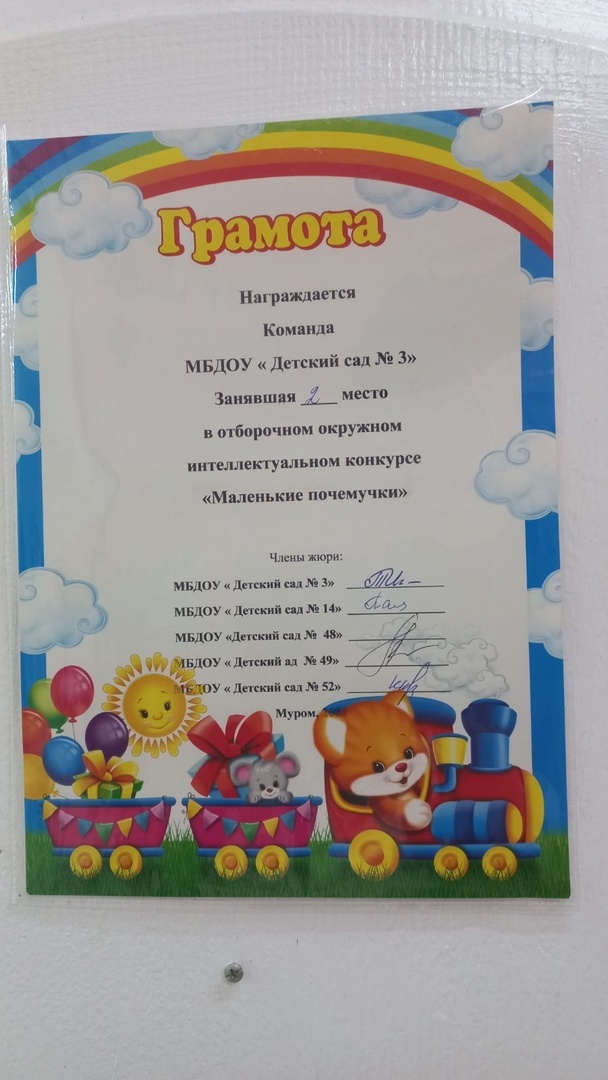 Грамота
Награждается
Команда
МБДОУ « Детский сад № 3»
Занявшая 2 место
в отборочном окружном
интеллектуальном конкурсе
«Маленькие почемучки»
Члены жюри:
МБДОУ « Детский сад № 3»
МБДОУ « Детский сад № 14»
МБДОУ «Детский сад № 48»
МБДОУ « Детский ад № 49»
МБДОУ « Детский сад № 52»
Муром.